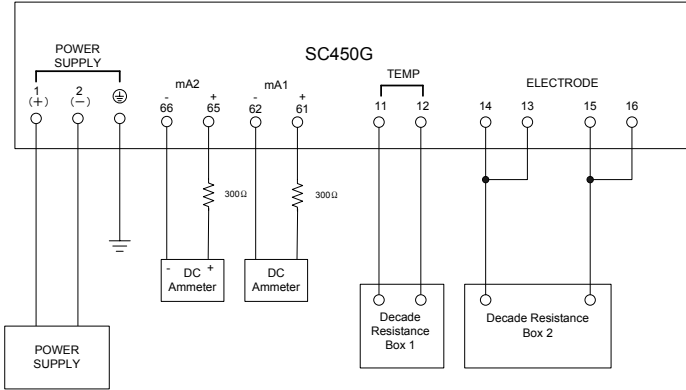 SC450G
POWER
SUPPLY
mA2
mA1
TEMP
ELECTRODE
1
(+)
2
(−)
-
66
+
65
-
62
+
61
11
12
14
13
15
16
300Ω
300Ω
- DC +
Ammeter
DC
Ammeter
Decade
Resistance
Box 1
Decade Resistance
Box 2
POWER
SUPPLY